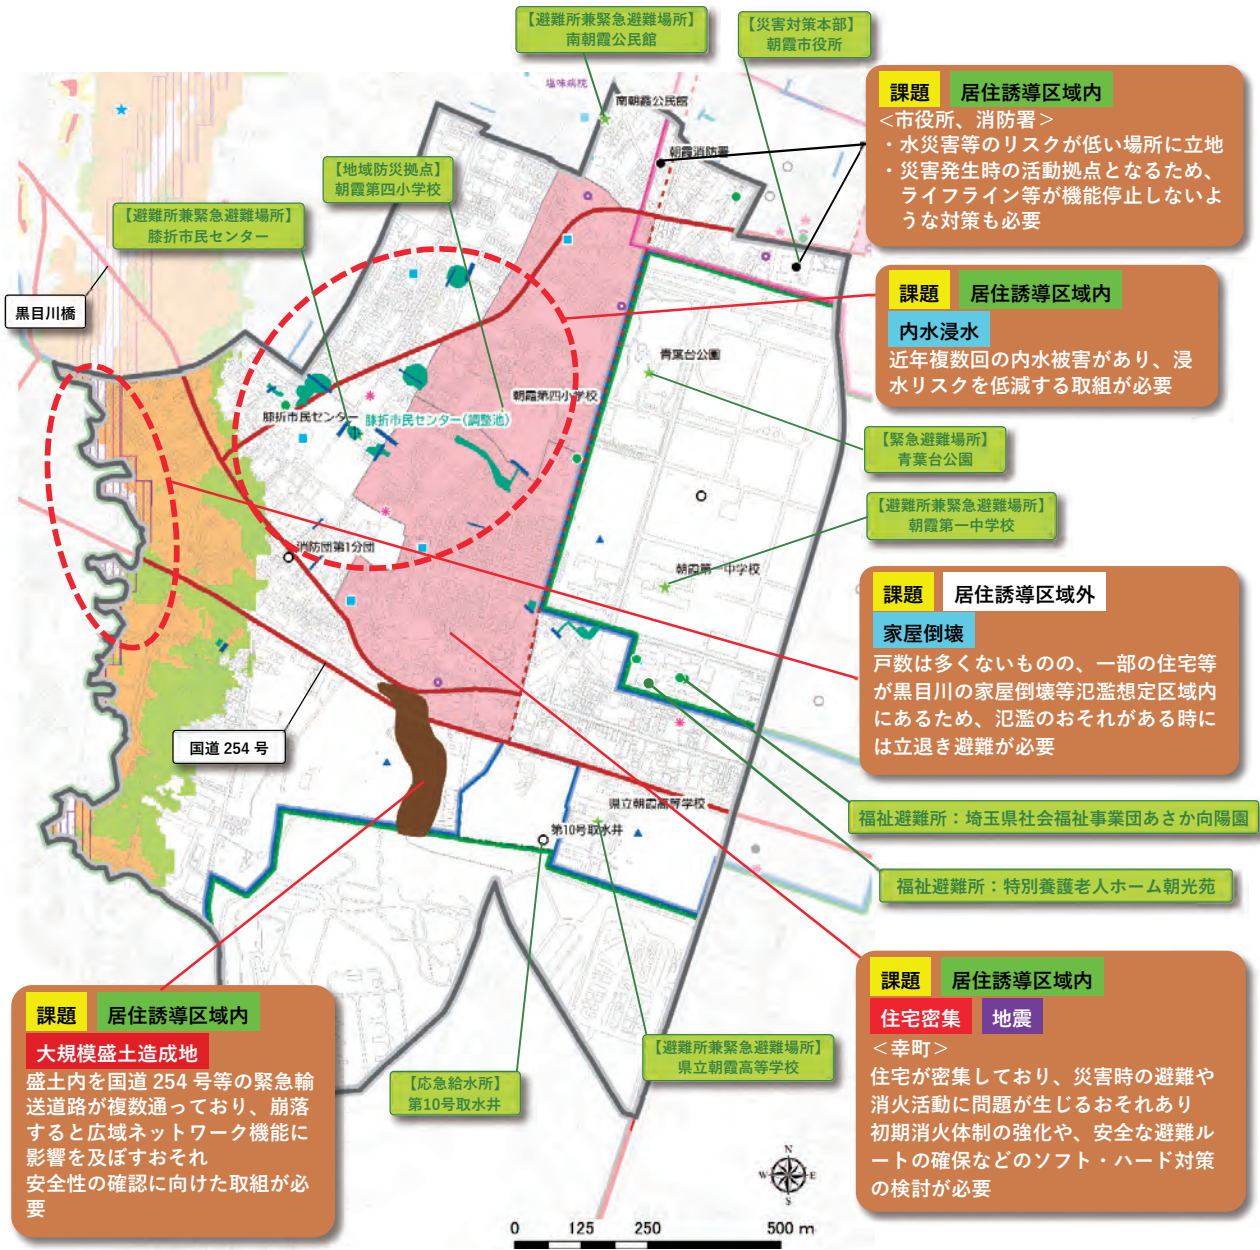 【避難所兼緊急避難場所】
南朝霞公民館
【災害対策本部】
朝霞市役所
課題 居住誘導区域内
＜市役所、消防署＞
・水災害等のリスクが低い場所に立地
・災害発生時の活動拠点となるため、
ライフライン等が機能停止しないよ
うな対策も必要
塩味病院
南朝霞公民館
朝霞消防署
【地域防災拠点】
朝霞第四小学校
【避難所兼緊急避難場所】
膝折市民センター
黒目川橋
課題 居住誘導区域内
内水浸水
近年複数回の内水被害があり、浸
水リスクを低減する取組が必要
青葉台公園
朝霞第四小学校
膝折市民センター
膝折市民センター(調整池)
【緊急避難場所】
青葉台公園
【避難所兼緊急避難場所】
朝霞第一中学校
消防団第1分団
朝霞第一中学校
課題 居住誘導区域外
家屋倒壊
戸数は多くないものの、一部の住宅等
が黒目川の家屋倒壊等氾濫想定区域内
にあるため、氾濫のおそれがある時に
は立退き避難が必要
国道 254 号
県立朝霞高等学校
第10号取水井
福祉避難所：埼玉県社会福祉事業団あさか向陽園
福祉避難所：特別養護老人ホーム朝光苑
課題 居住誘導区域内
大規模盛土造成地
盛土内を国道 254 号等の緊急輸
送道路が複数通っており、崩落
すると広域ネットワーク機能に
影響を及ぼすおそれ
安全性の確認に向けた取組が必
要
【応急給水所】
第10号取水井
【避難所兼緊急避難場所】
県立朝霞高等学校
課題 居住誘導区域内
住宅密集 地震
＜幸町＞
住宅が密集しており、災害時の避難や
消火活動に問題が生じるおそれあり
初期消火体制の強化や、安全な避難ル
ートの確保などのソフト・ハード対策
の検討が必要
N
W E
S
0 125 250 500 m